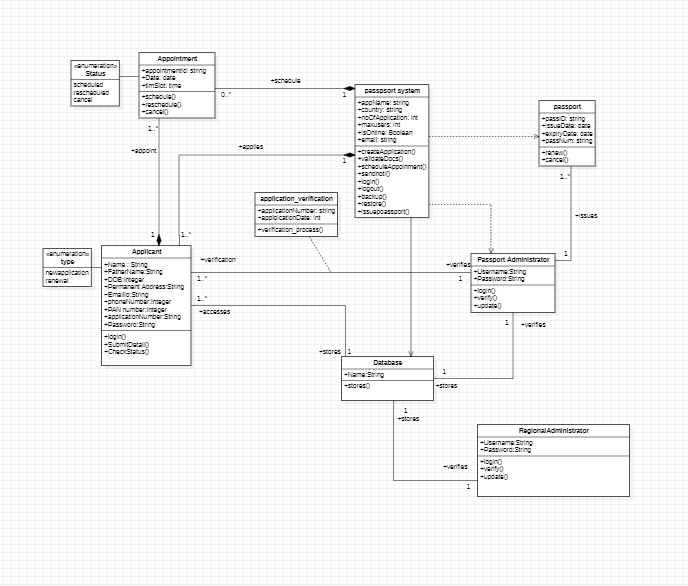 «enumeration»
Status
scheduled
rescheduled
cancel
Appointment
+appointmentId: string
+Date: date
+timSlot: time
+schedule()
+reschedule()
+cancel()
+schedule
0..*
1
passpsort system
+appName: string
+country: string
+noOfApplication: int
+maxusers: int
+isOnline: Boolean
+email: string
+createApplication()
+validateDocs()
+scheduleAppoinment()
+sendnot()
+login()
+logout()
+backup()
+restore()
+issuepoassport()
passport
+passID: string
+issueDate: date
+expiryDate: date
+passNum: string
+renew()
+cancel()
1..*
+issues
1
1..*
+appoint
1
+applies
1
1..*
application_verification
+applicationNumber: string
+apploicationDate: int
+verification_process()
«enumeration»
type
newapplication
renewal
Applicant
+Name : String
+FatherName:String
+DOB:Integer
+Permanent Address:String
+EmailId:String
+phoneNumber:Integer
+PAN number:Integer
+applicationNumber:String
+Password:String
+login()
+SubmitDetail()
+CheckStatus()
+verification
1..*
+verifies
1
Passport Administrator
+Username:String
+Password:String
+login()
+verify()
+update()
1..*
+accesses
+stores
1
1
+verifies
Database
+Name:String
+stores()
1
+stores
1
+stores
+verifies
1
RegionalAdministrator
+Username:String
+Password:String
+login()
+verify()
+update()